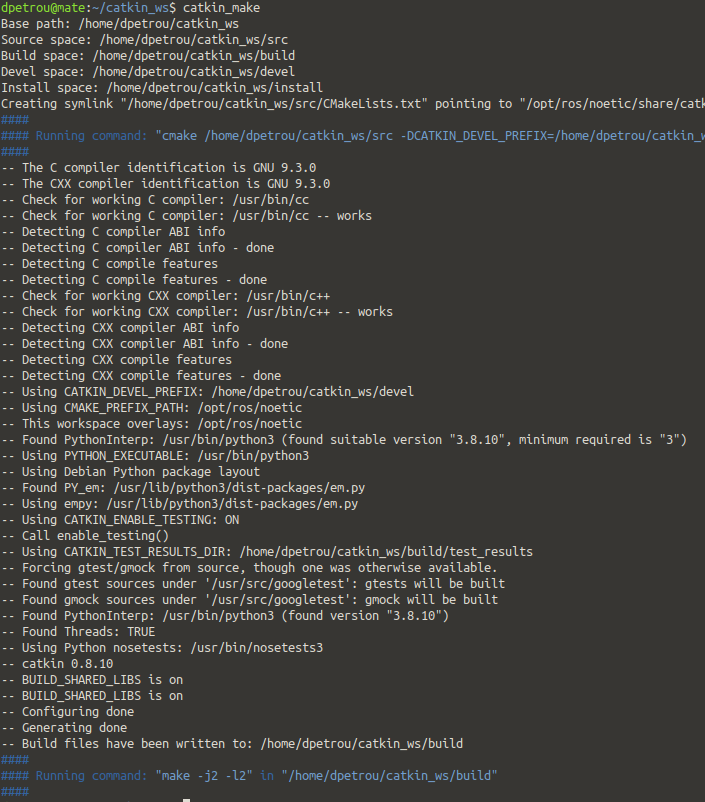 dpetrou@mate:~/catkin_ws$ catkin_make
Base path: /home/dpetrou/catkin_ws
Source space: /home/dpetrou/catkin_ws/src
Build space: /home/dpetrou/catkin_ws/build
Devel space: /home/dpetrou/catkin_ws/devel
Install space: /home/dpetrou/catkin_ws/install
Creating symlink "/home/dpetrou/catkin_ws/src/CMakeLists.txt" pointing to "/opt/ros/noetic/share/catk
####
#### Running command: "cmake /home/dpetrou/catkin_ws/src -DCATKIN_DEVEL_PREFIX=/home/dpetrou/catkin_w
####
-- The C compiler identification is GNU 9.3.0
-- The CXX compiler identification is GNU 9.3.0
-- Check for working C compiler: /usr/bin/cc
-- Check for working C compiler: /usr/bin/cc -- works
-- Detecting C compiler ABI info
-- Detecting C compiler ABI info - done
-- Detecting C compile features
-- Detecting C compile features - done
-- Check for working CXX compiler: /usr/bin/c++
-- Check for working CXX compiler: /usr/bin/c++ -- works
-- Detecting CXX compiler ABI info
-- Detecting CXX compiler ABI info - done
-- Detecting CXX compile features
-- Detecting CXX compile features - done
-- Using CATKIN_DEVEL_PREFIX: /home/dpetrou/catkin_ws/devel
-- Using CMAKE_PREFIX_PATH: /opt/ros/noetic
-- This workspace overlays: /opt/ros/noetic
-- Found PythonInterp: /usr/bin/python3 (found suitable version "3.8.10", minimum required is "3")
-- Using PYTHON_EXECUTABLE: /usr/bin/python3
-- Using Debian Python package layout
-- Found PY_em: /usr/lib/python3/dist-packages/em.py
-- Using empy: /usr/lib/python3/dist-packages/em.py
-- Using CATKIN_ENABLE_TESTING: ON
-- Call enable_testing()
-- Using CATKIN_TEST_RESULTS_DIR: /home/dpetrou/catkin_ws/build/test_results
-- Forcing gtest/gmock from source, though one was otherwise available.
-- Found gtest sources under '/usr/src/googletest': gtests will be built
-- Found gmock sources under '/usr/src/googletest': gmock will be built
-- Found PythonInterp: /usr/bin/python3 (found version "3.8.10")
-- Found Threads: TRUE
-- Using Python nosetests: /usr/bin/nosetests3
-- catkin 0.8.10
-- BUILD_SHARED_LIBS is on
-- BUILD_SHARED_LIBS is on
-- Configuring done
-- Generating done
-- Build files have been written to: /home/dpetrou/catkin_ws/build
####
#### Running command: "make -j2 -l2" in "/home/dpetrou/catkin_ws/build"
####